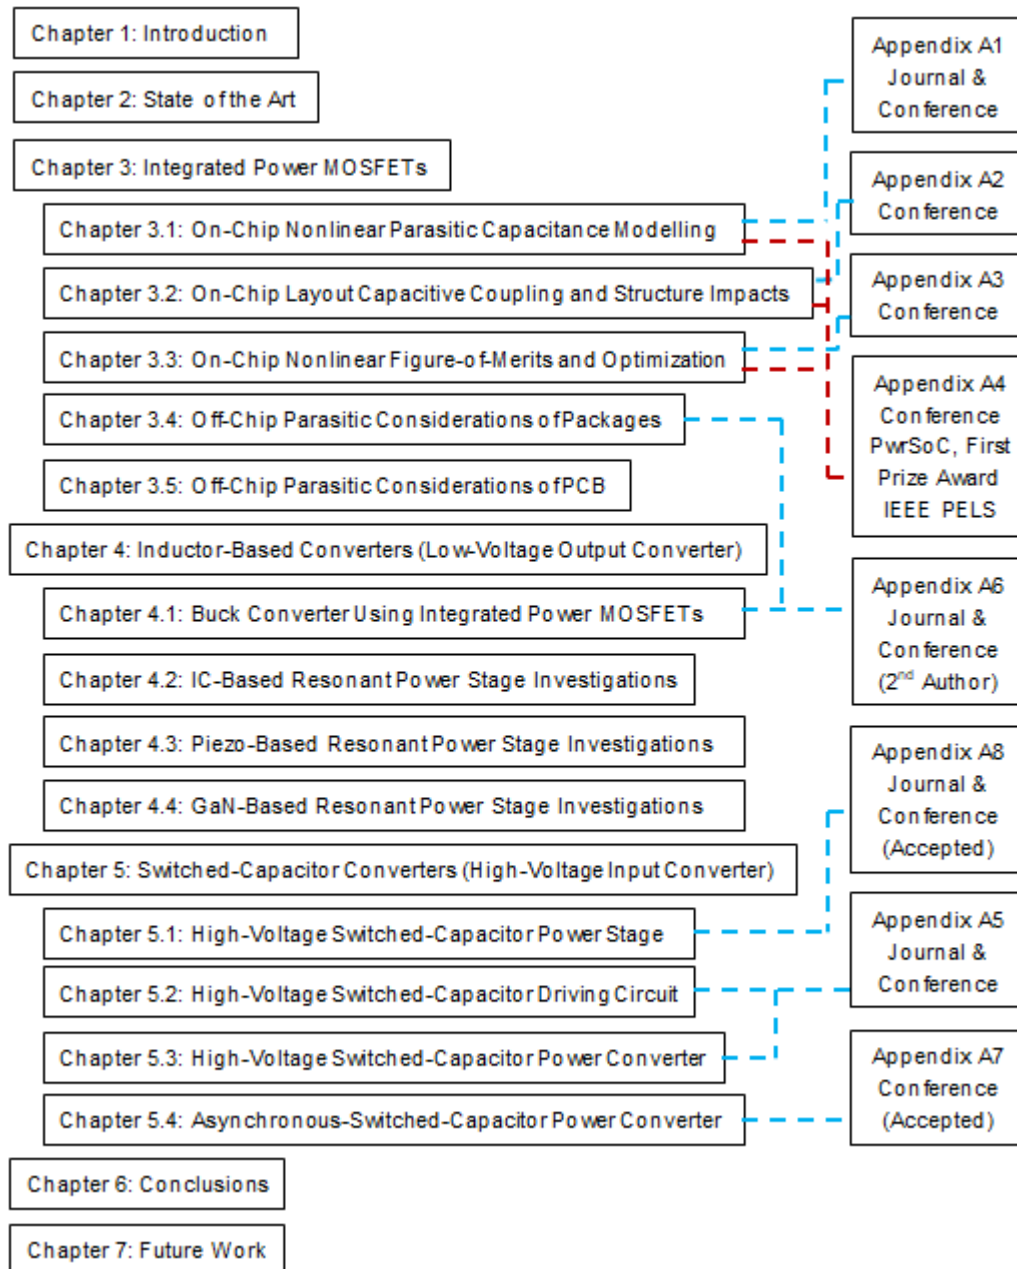 Chapter 1: Introduction
Chapter 2: State of the Art
Chapter 3: Integrated Power MOSFETs
Chapter 3.1: On-Chip Nonlinear Parasitic Capacitance Modelling
Chapter 3.2: On-Chip Layout Capacitive Coupling and Structure Impacts
Chapter 3.3: On-Chip Nonlinear Figure-of-Merits and Optimization
Chapter 3.4: Off-Chip Parasitic Considerations of Packages
Chapter 3.5: Off-Chip Parasitic Considerations of PCB
Chapter 4: Inductor-Based Converters (Low-Voltage Output Converter)
Chapter 4.1: Buck Converter Using Integrated Power MOSFETs
Chapter 4.2: IC-Based Resonant Power Stage Investigations
Chapter 4.3: Piezo-Based Resonant Power Stage Investigations
Chapter 4.4: GaN-Based Resonant Power Stage Investigations
Chapter 5: Switched-Capacitor Converters (High-Voltage Input Converter)
Chapter 5.1: High-Voltage Switched-Capacitor Power Stage
Chapter 5.2: High-Voltage Switched-Capacitor Driving Circuit
Chapter 5.3: High-Voltage Switched-Capacitor Power Converter
Chapter 5.4: Asynchronous-Switched-Capacitor Power Converter
Chapter 6: Conclusions
Chapter 7: Future Work
Appendix A1
Journal &
Conference
Appendix A2
Conference
Appendix A3
Conference
Appendix A4
Conference
PwrSoC, First
Prize Award
IEEE PELS
Appendix A6
Journal &
Conference
(2nd Author)
Appendix A8
Journal &
Conference
(Accepted)
Appendix A5
Journal &
Conference
Appendix A7
Conference
(Accepted)